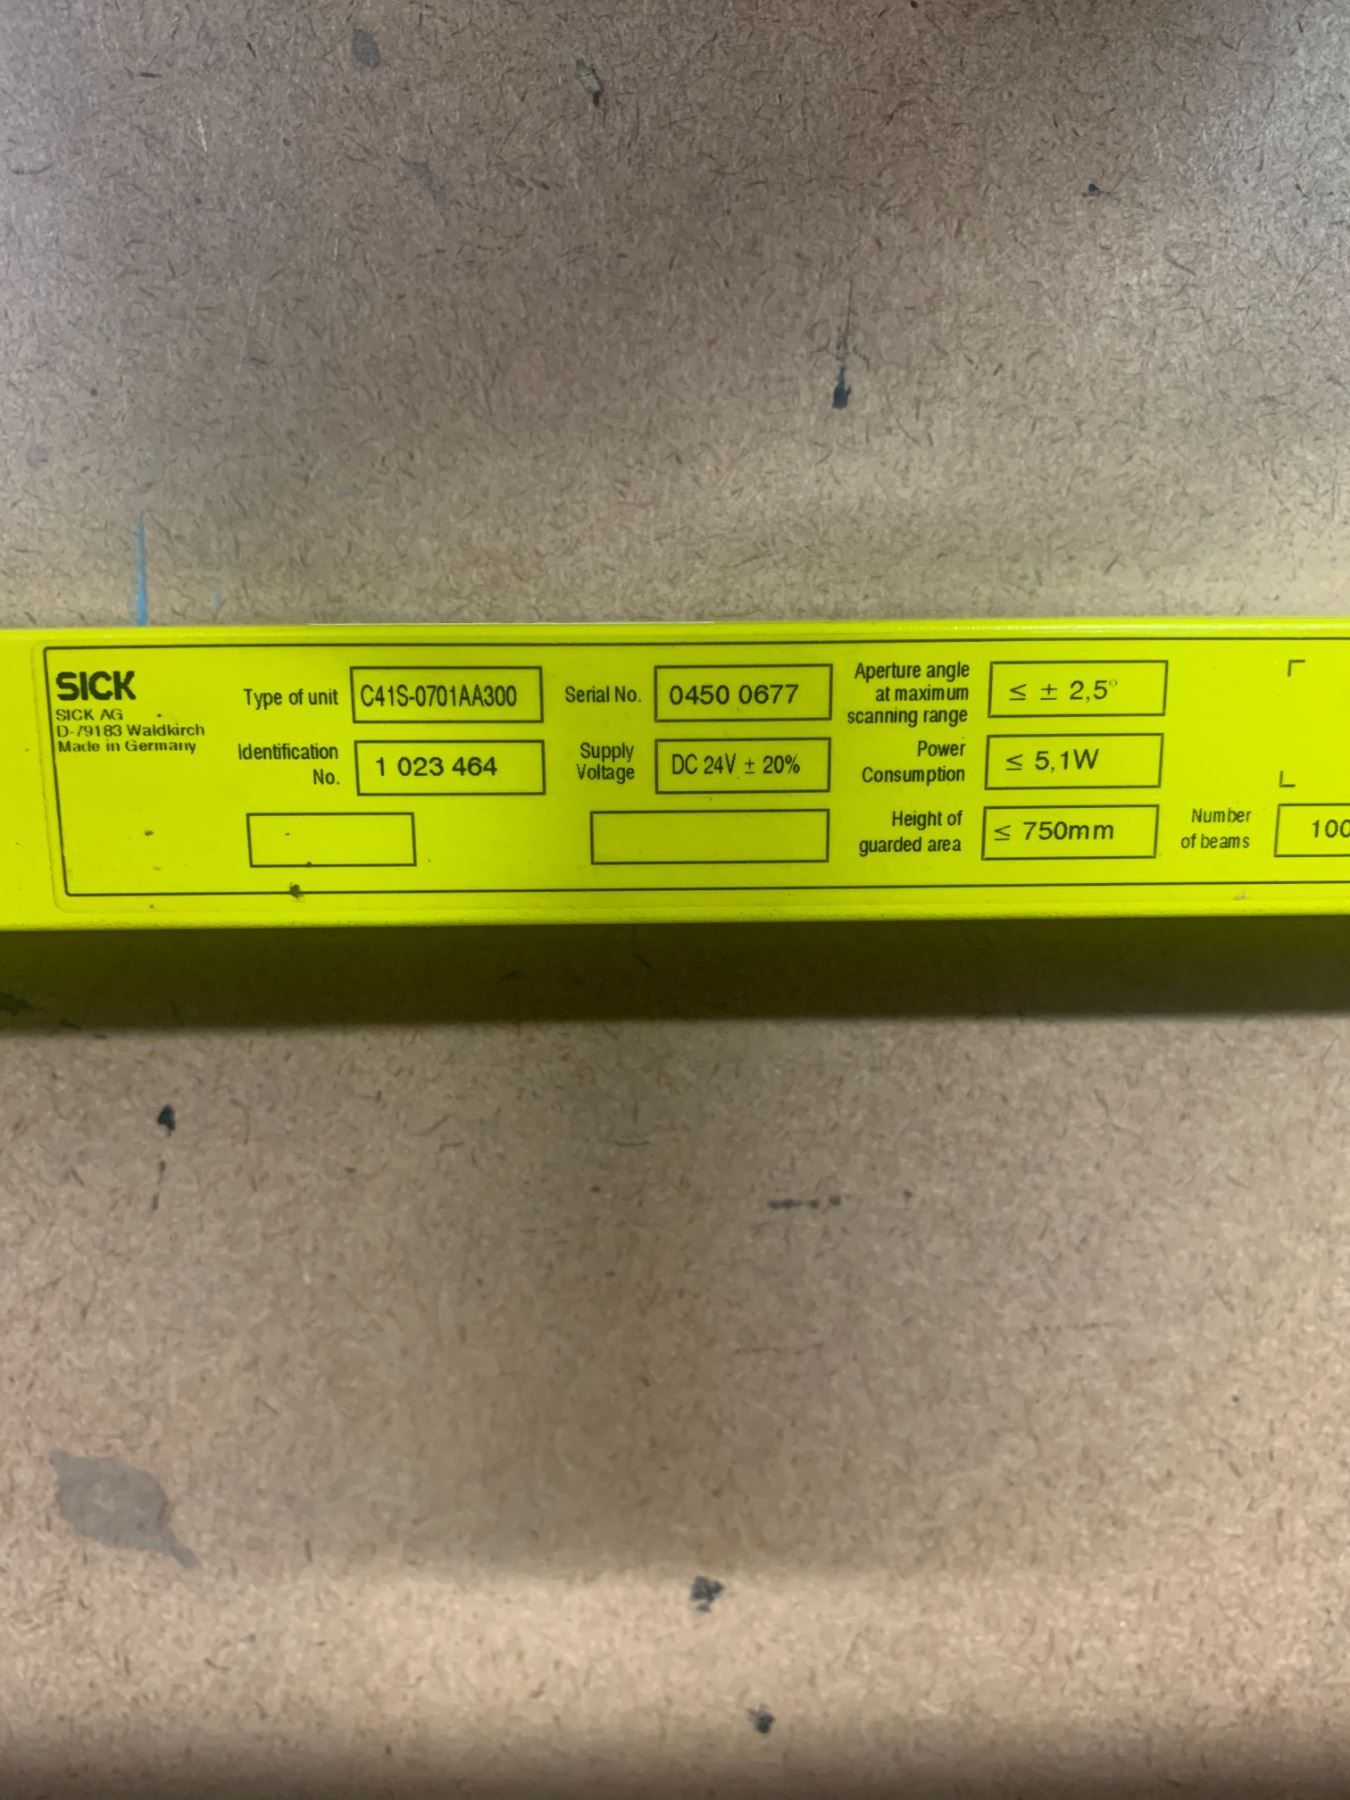 SICK
SICK AG
D-79183 Waldkirch
Made in Germany
Type of unit C41S-0701AA300
Identification No. 1 023 464
Serial No. 0450 0677
Supply Voltage DC 24V ± 20%
Aperture angle
at maximum
scanning range ≤ ± 2,5°
Power
Consumption ≤ 5,1W
Height of
guarded area ≤ 750mm
Number
of beams 100